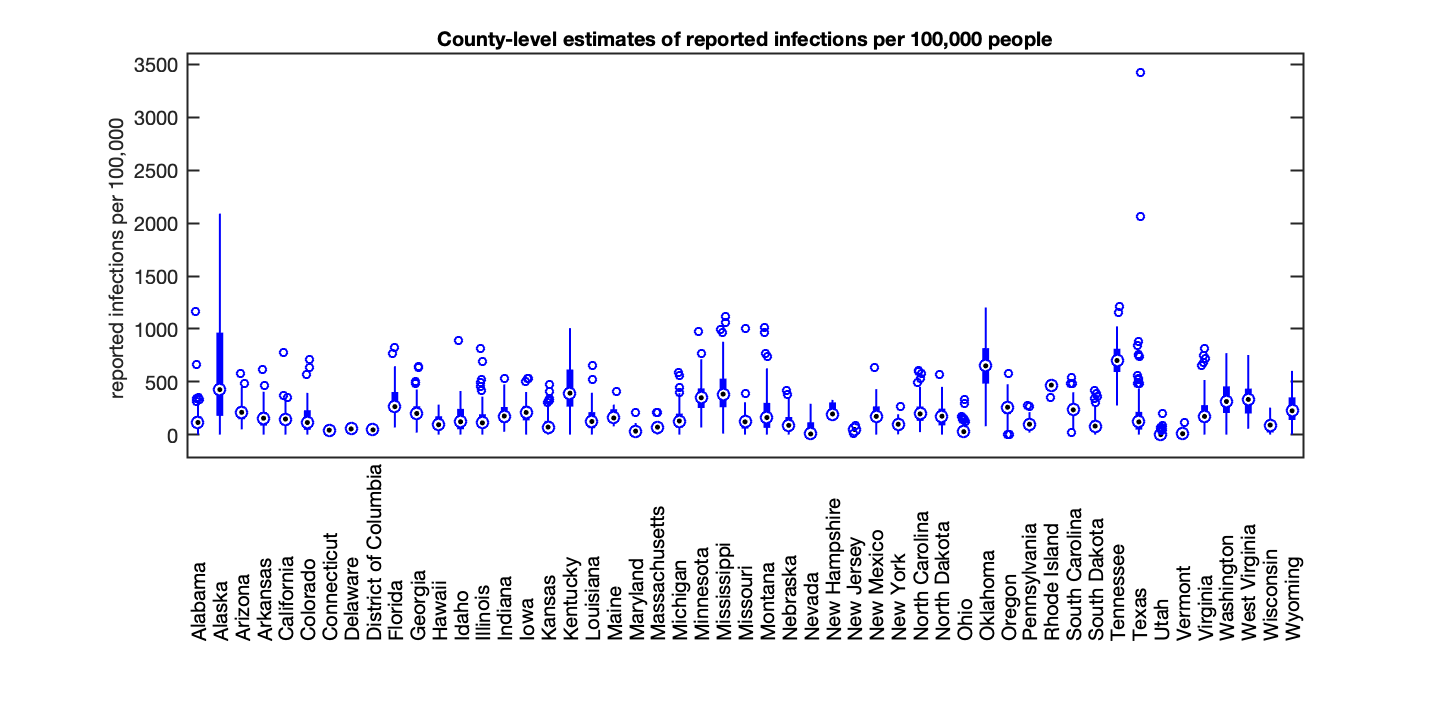 County-level estimates of reported infections per 100,000 people
reported infections per 100,000
3500
3000
2500
2000
1500
1000
500
0
Alabama
Alaska
Arizona
Arkansas
California
Colorado
Connecticut
Delaware
District of Columbia
Florida
Georgia
Hawaii
Idaho
Illinois
Indiana
Iowa
Kansas
Kentucky
Louisiana
Maine
Maryland
Massachusetts
Michigan
Minnesota
Mississippi
Missouri
Montana
Nebraska
Nevada
New Hampshire
New Jersey
New Mexico
New York
North Carolina
North Dakota
Ohio
Oklahoma
Oregon
Pennsylvania
Rhode Island
South Carolina
South Dakota
Tennessee
Texas
Utah
Vermont
Virginia
Washington
West Virginia
Wisconsin
Wyoming